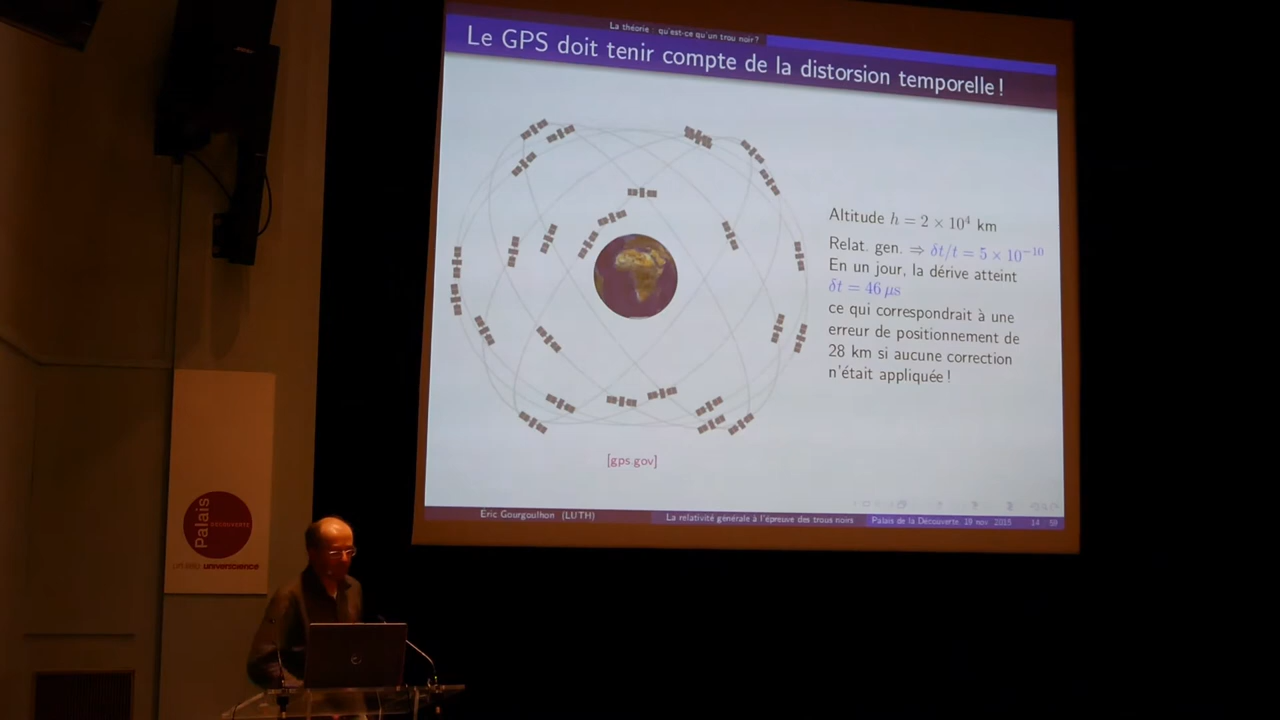 La théorie : qu'est-ce qu'un trou noir ?
Le GPS doit tenir compte de la distorsion temporelle !
Altitude h = 2 × 10⁴ km
Relat. gen. ⇒ δt/t = 5 × 10⁻¹⁰
En un jour, la dérive atteint
δt = 46 μs
ce qui correspondrait à une
erreur de positionnement de
28 km si aucune correction
n'était appliquée !
[gps.gov]
Éric Gourgoulhon (LUTH)
La relativité générale à l'épreuve des trous noirs
Palais de la Découverte, 19 nov. 2015
14 59
Palais
DÉCOUVERTE
universcience